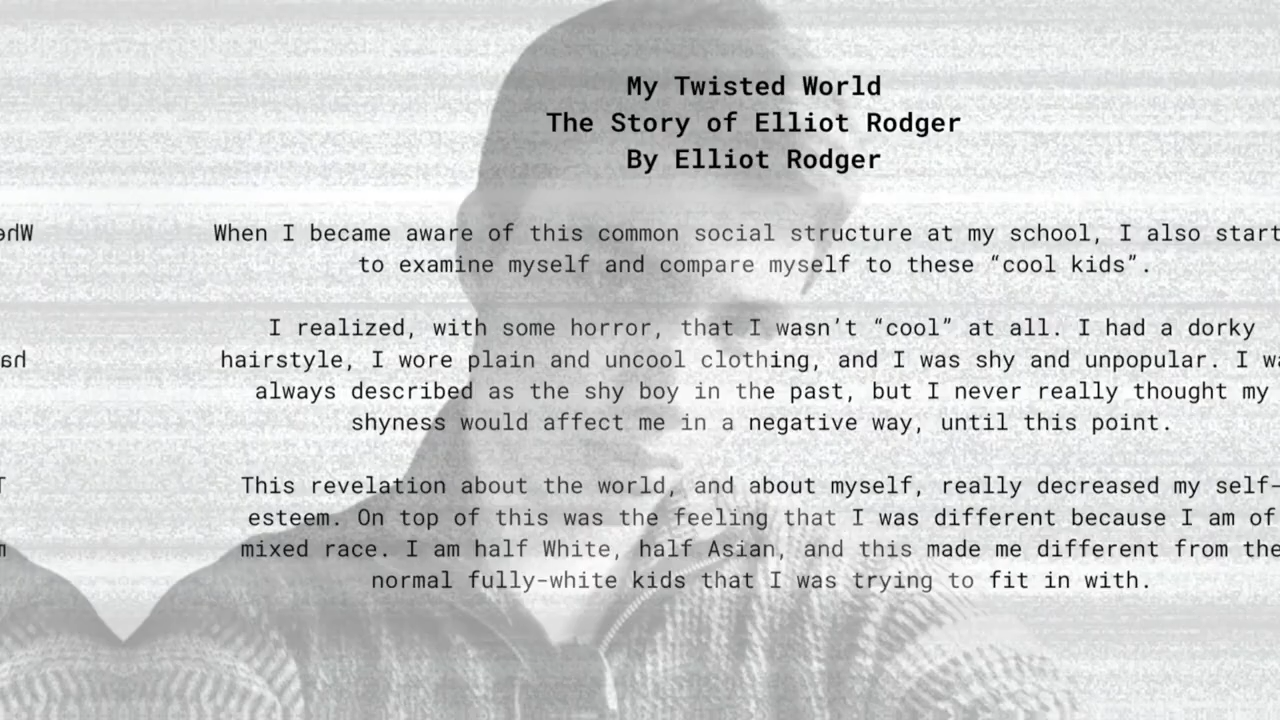 My Twisted World
The Story of Elliot Rodger
By Elliot Rodger
When I became aware of this common social structure at my school, I also start
to examine myself and compare myself to these “cool kids”.
I realized, with some horror, that I wasn’t “cool” at all. I had a dorky
hairstyle, I wore plain and uncool clothing, and I was shy and unpopular. I wa
always described as the shy boy in the past, but I never really thought my
shyness would affect me in a negative way, until this point.
This revelation about the world, and about myself, really decreased my self-
esteem. On top of this was the feeling that I was different because I am of
mixed race. I am half White, half Asian, and this made me different from the
normal fully-white kids that I was trying to fit in with.